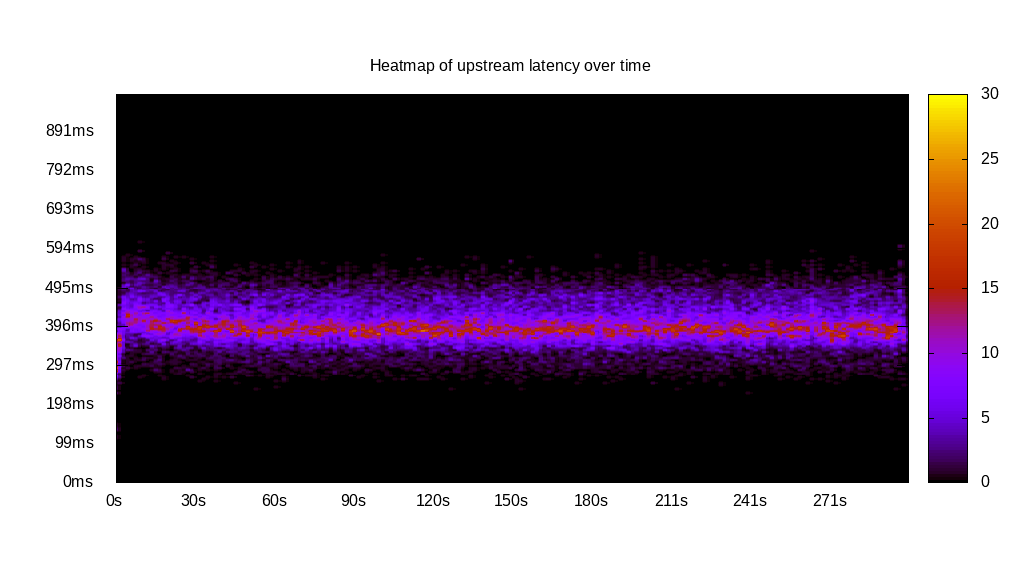 Heatmap of upstream latency over time
891ms
792ms
693ms
594ms
495ms
396ms
297ms
198ms
99ms
0ms
0s 30s 60s 90s 120s 150s 180s 211s 241s 271s
30
25
20
15
10
5
0